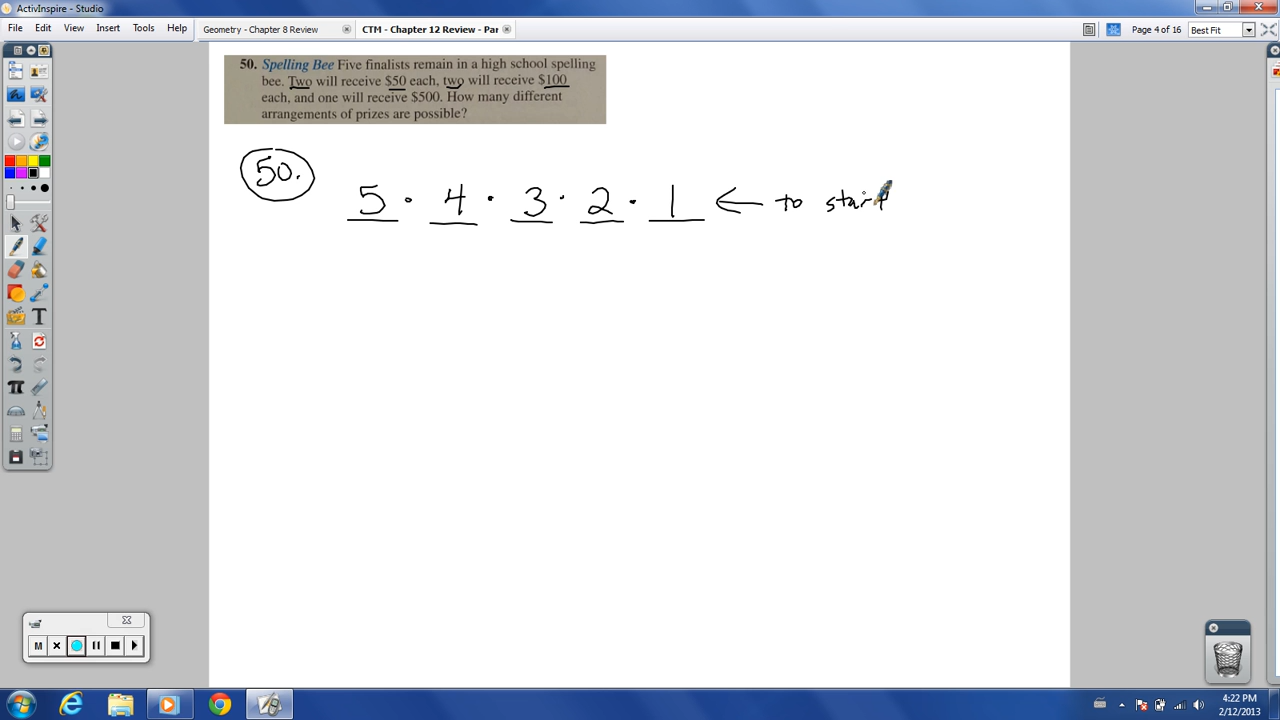 ActivInspire - Studio
File Edit View Insert Tools Help
Geometry - Chapter 8 Review
CTM - Chapter 12 Review - Par
Page 4 of 16
Best Fit
50. Spelling Bee Five finalists remain in a high school spelling
bee. Two will receive $50 each, two will receive $100
each, and one will receive $500. How many different
arrangements of prizes are possible?
50.
5 · 4 · 3 · 2 · 1 ← to start
M
4:22 PM
2/12/2013